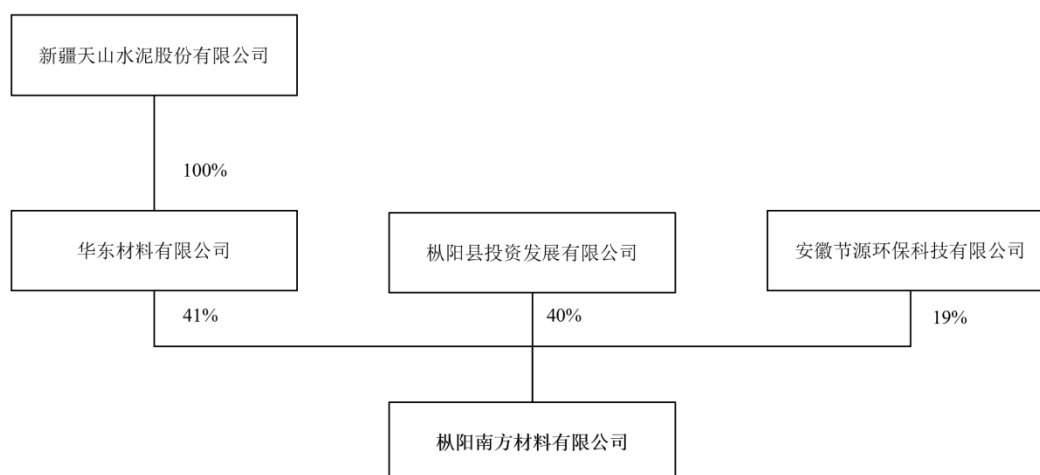 新疆天山水泥股份有限公司
100%
华东材料有限公司
枞阳县投资发展有限公司
安徽节源环保科技有限公司
41%
40%
19%
枞阳南方材料有限公司